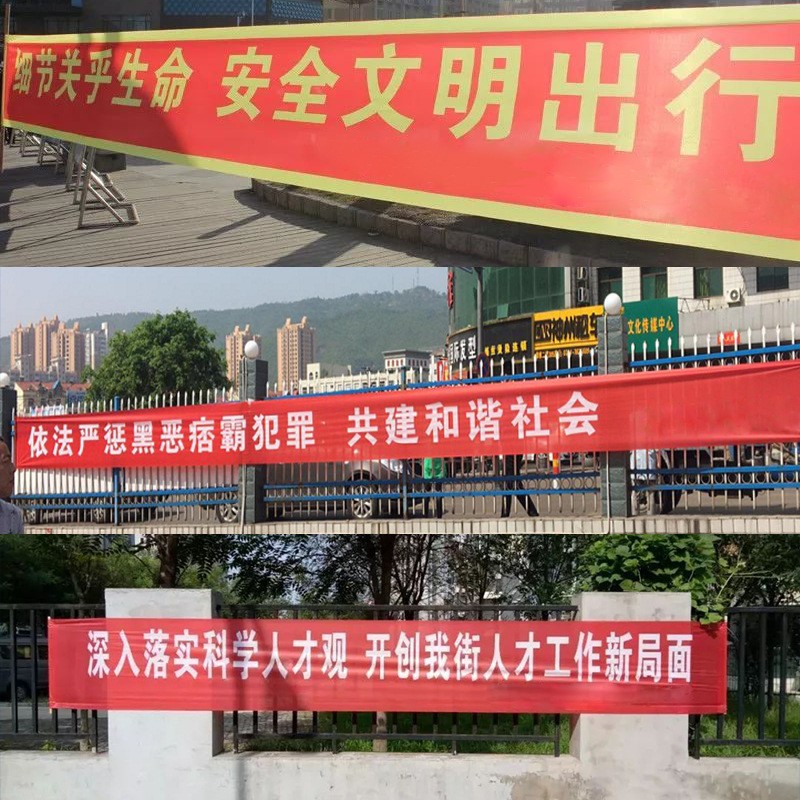 细节关乎生命 安全文明出行
文化传媒中心
依法严惩黑恶痞霸犯罪 共建和谐社会
深入落实科学人才观 开创我街人才工作新局面